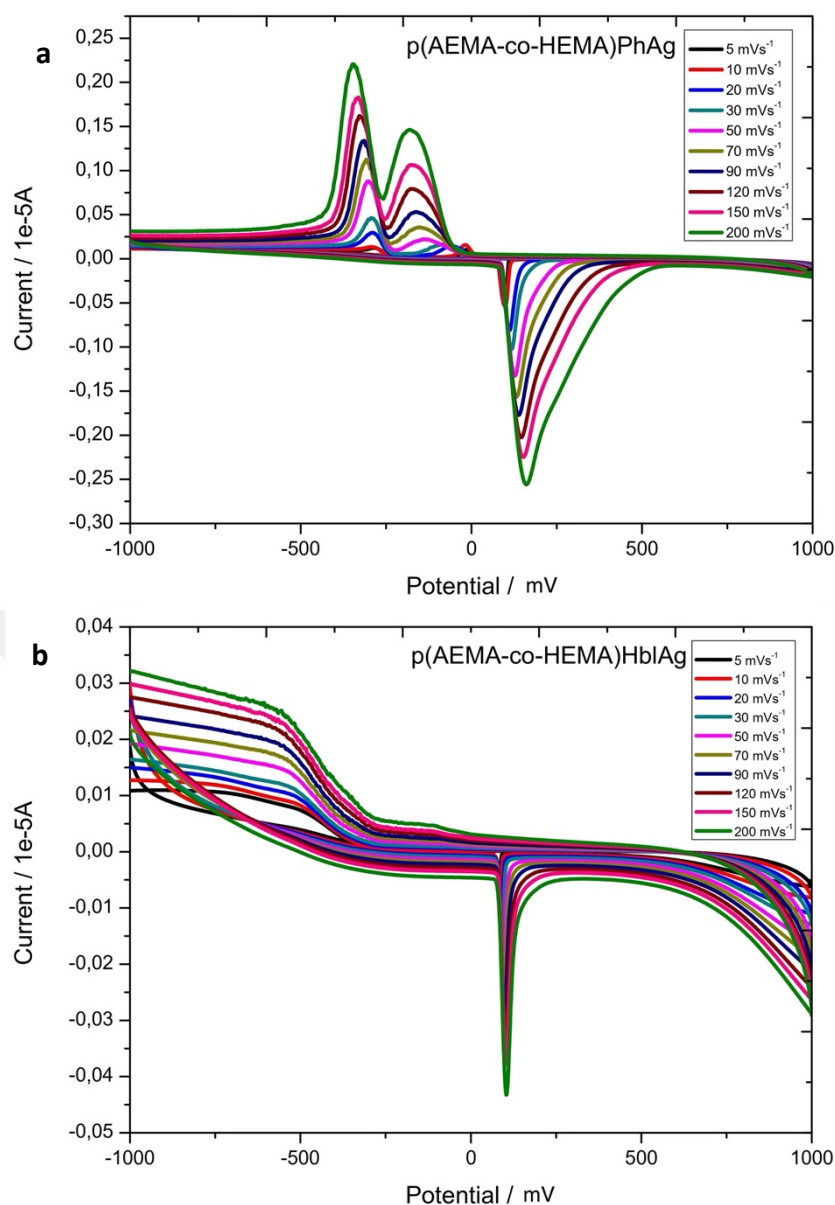 a
p(AEMA-co-HEMA)PhAg
5 mVs⁻¹
10 mVs⁻¹
20 mVs⁻¹
30 mVs⁻¹
50 mVs⁻¹
70 mVs⁻¹
90 mVs⁻¹
120 mVs⁻¹
150 mVs⁻¹
200 mVs⁻¹
0,25
0,20
0,15
0,10
0,05
0,00
-0,05
-0,10
-0,15
-0,20
-0,25
-0,30
Current / 1e-5A
-1000 -500 0 500 1000
Potential / mV
b
p(AEMA-co-HEMA)HblAg
5 mVs⁻¹
10 mVs⁻¹
20 mVs⁻¹
30 mVs⁻¹
50 mVs⁻¹
70 mVs⁻¹
90 mVs⁻¹
120 mVs⁻¹
150 mVs⁻¹
200 mVs⁻¹
0,04
0,03
0,02
0,01
0,00
-0,01
-0,02
-0,03
-0,04
-0,05
Current / 1e-5A
-1000 -500 0 500 1000
Potential / mV